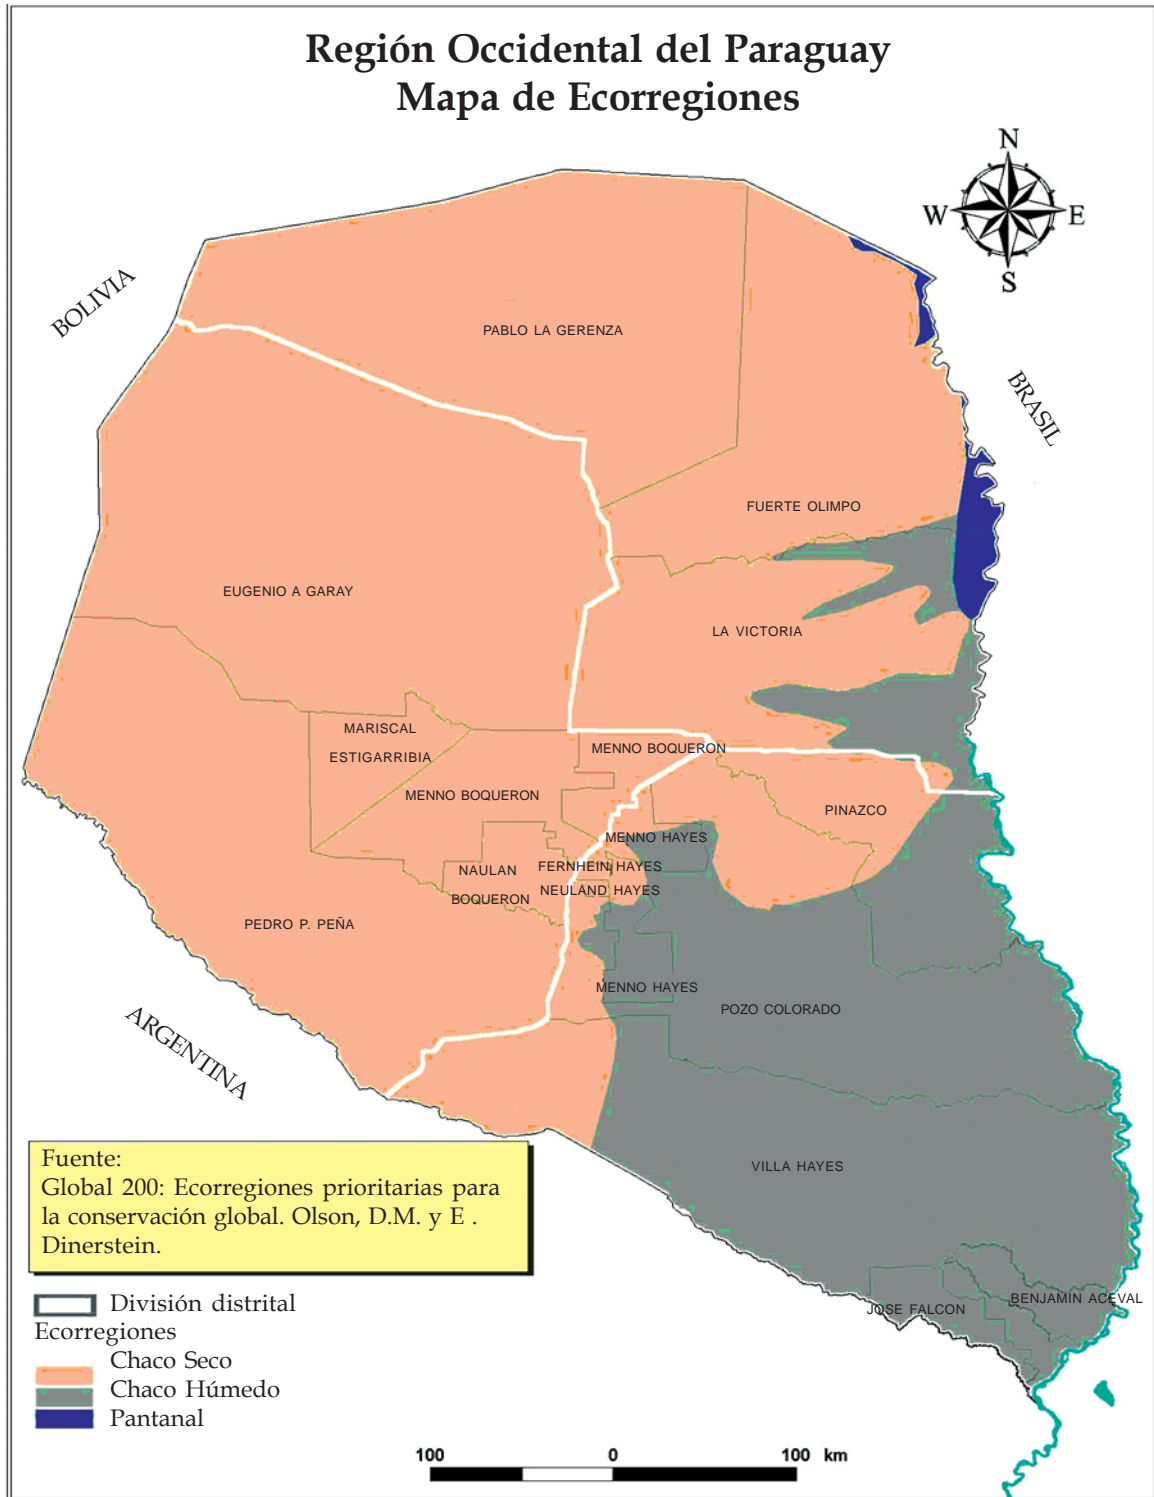 Región Occidental del Paraguay
Mapa de Ecorregiones
N
W
E
S
BOLIVIA
PABLO LA GERENZA
BRASIL
FUERTE OLIMPO
EUGENIO A GARAY
LA VICTORIA
MARISCAL
ESTIGARRIBIA
MENNO BOQUERON
MENNO BOQUERON
PINAZCO
MENNO HAYES
NAULAN
BOQUERON
FERNHEIN HAYES
NEULAND HAYES
PEDRO P. PEÑA
MENNO HAYES
POZO COLORADO
ARGENTINA
VILLA HAYES
BENJAMIN ACEVAL
JOSE FALCON
Fuente:
Global 200: Ecorregiones prioritarias para
la conservación global. Olson, D.M. y E .
Dinerstein.
División distrital
Ecorregiones
Chaco Seco
Chaco Húmedo
Pantanal
100 0 100 km